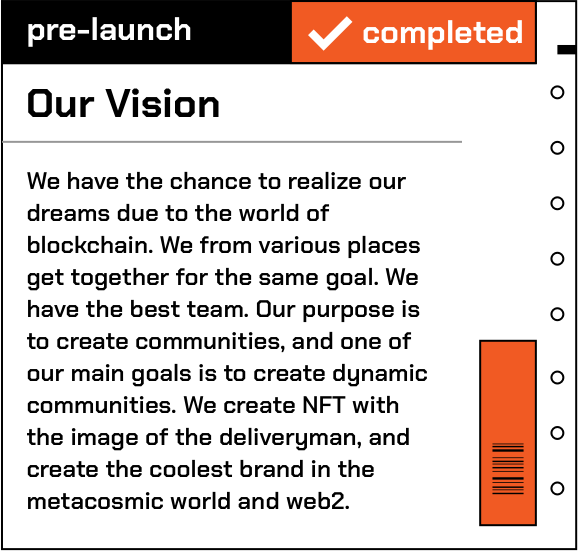 pre-launch
completed
Our Vision
We have the chance to realize our
dreams due to the world of
blockchain. We from various places
get together for the same goal. We
have the best team. Our purpose is
to create communities, and one of
our main goals is to create dynamic
communities. We create NFT with
the image of the deliveryman, and
create the coolest brand in the
metacosmic world and web2.